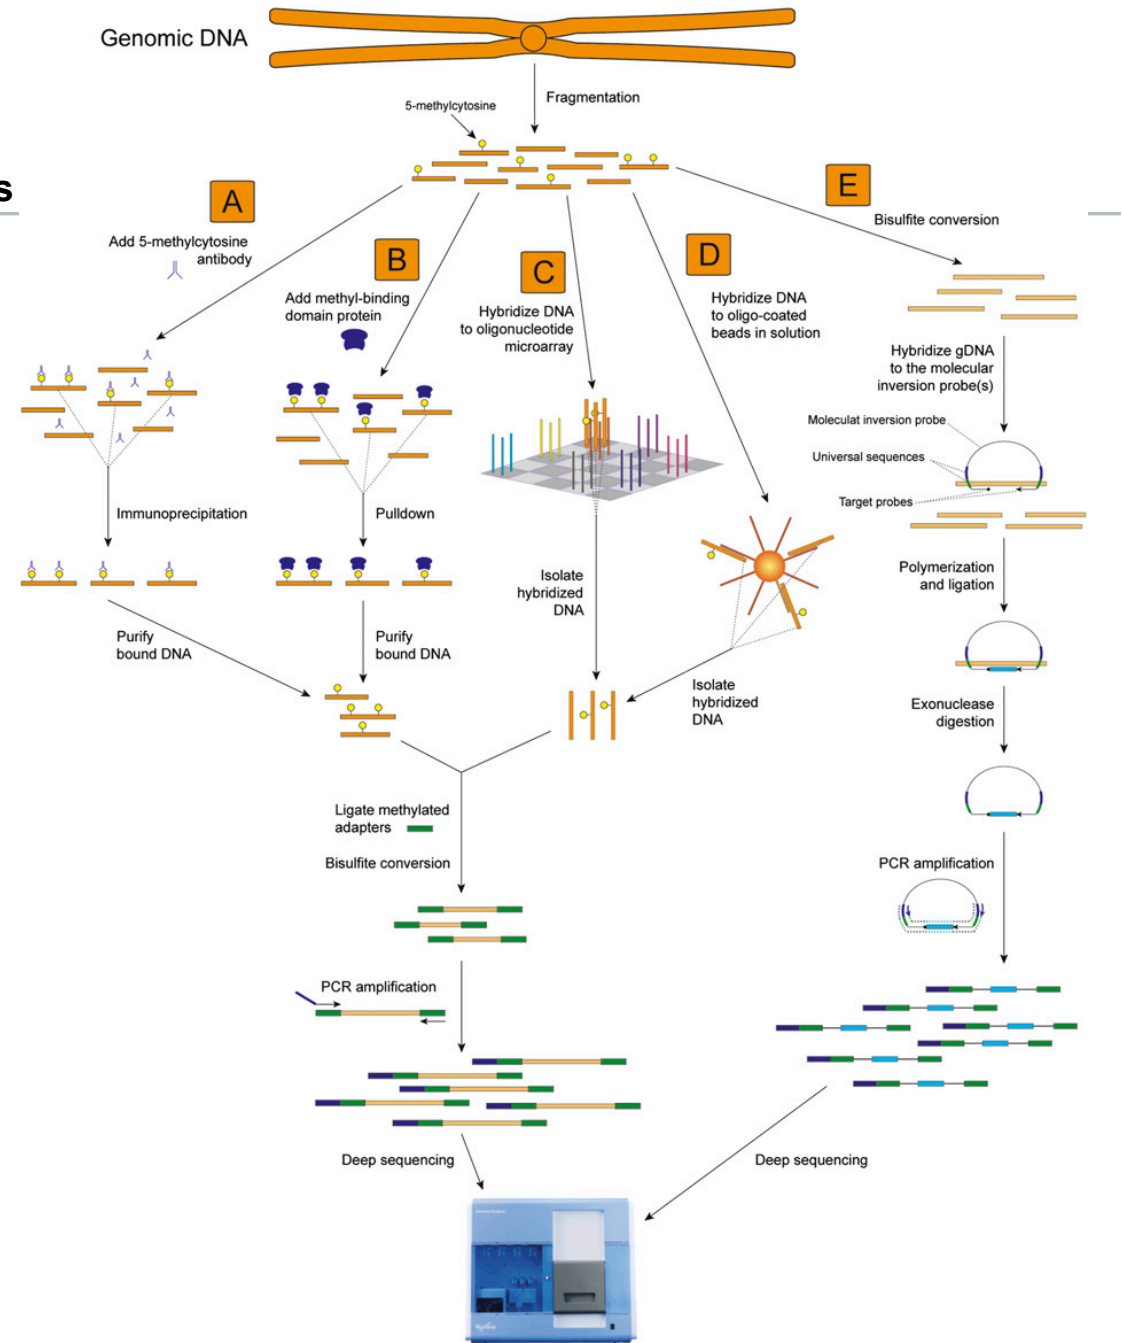 Genomic DNA
Fragmentation
5-methylcytosine
s
A
Add 5-methylcytosine
antibody
B
Add methyl-binding
domain protein
C
Hybridize DNA
to oligonucleotide
microarray
D
Hybridize DNA
to oligo-coated
beads in solution
E
Bisulfite conversion
Hybridize gDNA
to the molecular
inversion probe(s)
Moleculat inversion probe
Universal sequences
Target probes
Immunoprecipitation
Pulldown
Isolate
hybridized
DNA
Polymerization
and ligation
Purify
bound DNA
Purify
bound DNA
Isolate
hybridized
DNA
Exonuclease
digestion
Ligate methylated
adapters
Bisulfite conversion
PCR amplification
PCR amplification
Deep sequencing
Deep sequencing